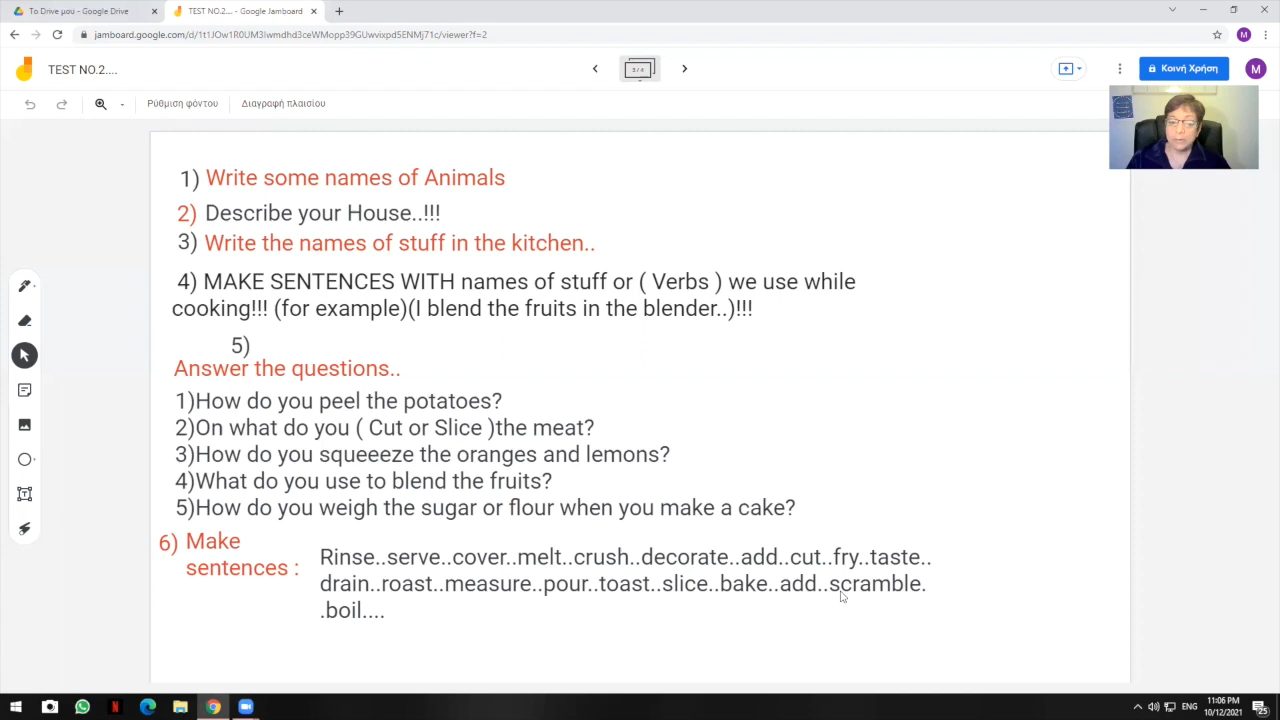 Το Drive μου - Google Drive
TEST NO.2.... - Google Jamboard
jamboard.google.com/d/1t1JOw1R0UM3Iwmdhd3ceWMopp39GUwvixpd5ENMj71c/viewer?f=2
M
TEST NO.2....
3 / 4
Κοινή Χρήση
M
Ρύθμιση φόντου
Διαγραφή πλαισίου
1) Write some names of Animals
2) Describe your House..!!!
3) Write the names of stuff in the kitchen..
4) MAKE SENTENCES WITH names of stuff or ( Verbs ) we use while
cooking!!! (for example)(I blend the fruits in the blender..)!!!
5)
Answer the questions..
1)How do you peel the potatoes?
2)On what do you ( Cut or Slice )the meat?
3)How do you squeeeze the oranges and lemons?
4)What do you use to blend the fruits?
5)How do you weigh the sugar or flour when you make a cake?
6) Make
sentences :
Rinse..serve..cover..melt..crush..decorate..add..cut..fry..taste..
drain..roast..measure..pour..toast..slice..bake..add..scramble.
.boil....
ENG
11:06 PM
10/12/2021
25